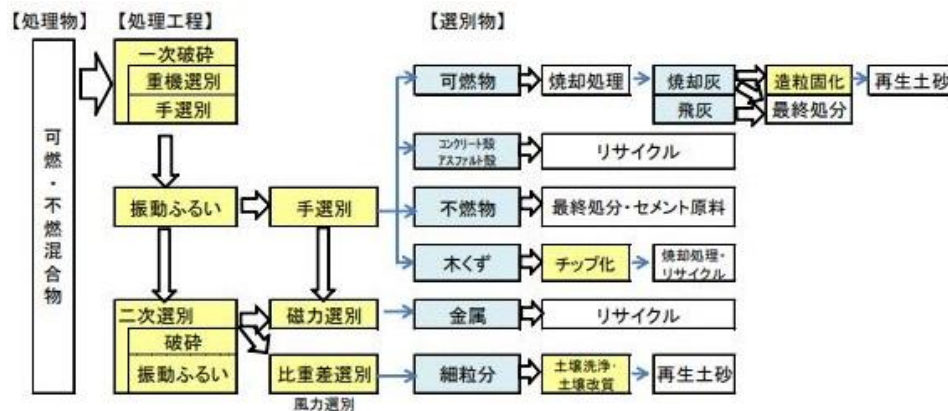 【処理物】
【処理工程】
【選別物】
可燃・不燃混合物
一次破砕
重機選別
手選別
可燃物
焼却処理
焼却灰
飛灰
造粒固化
最終処分
再生土砂
コンクリート殻
アスファルト殻
リサイクル
振動ふるい
手選別
不燃物
最終処分・セメント原料
木くず
チップ化
焼却処理・
リサイクル
二次選別
破砕
振動ふるい
磁力選別
金属
リサイクル
比重差選別
風力選別
細粒分
土壌洗浄・
土壌改質
再生土砂